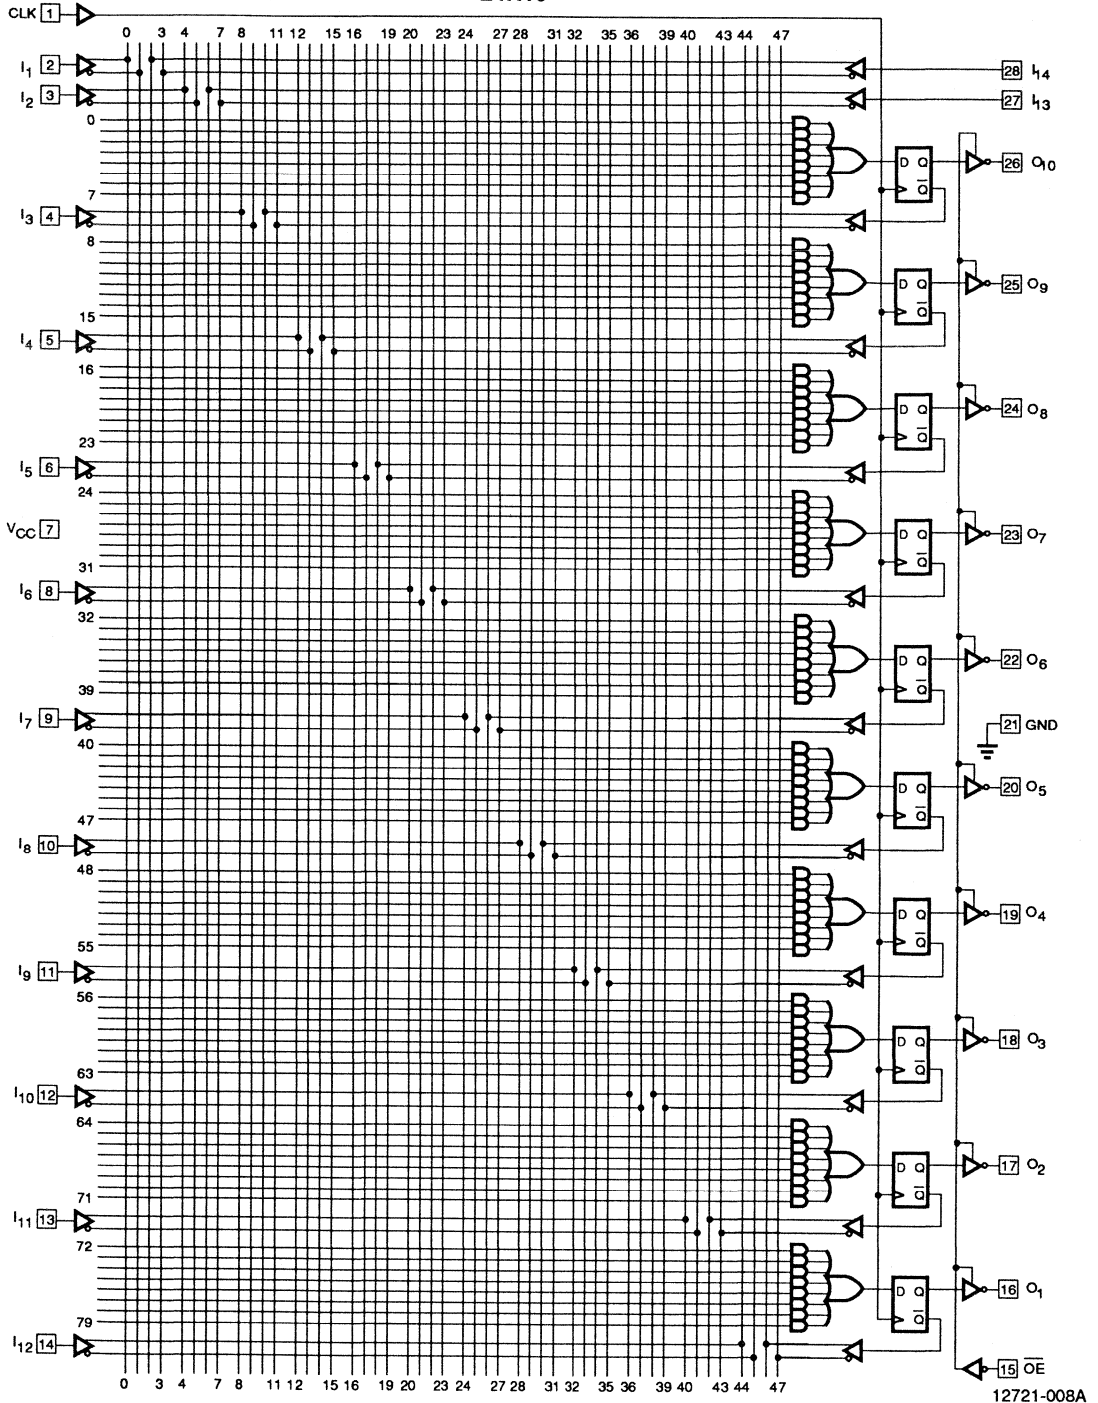 CLK 1
0 3 4 7 8 11 12 15 16 19 20 23 24 27 28 31 32 35 36 39 40 43 44 47
I1 2
28 I14
I2 3
27 I13
0
D Q
Q
26 O10
7
I3 4
8
D Q
Q
25 O9
15
I4 5
16
D Q
Q
24 O8
23
I5 6
24
VCC 7
D Q
Q
23 O7
31
I6 8
32
D Q
Q
22 O6
39
I7 9
21 GND
40
D Q
Q
20 O5
47
I8 10
48
D Q
Q
19 O4
55
I9 11
56
D Q
Q
18 O3
63
I10 12
64
D Q
Q
17 O2
71
I11 13
72
D Q
Q
16 O1
79
I12 14
15 OE
0 3 4 7 8 11 12 15 16 19 20 23 24 27 28 31 32 35 36 39 40 43 44 47
12721-008A